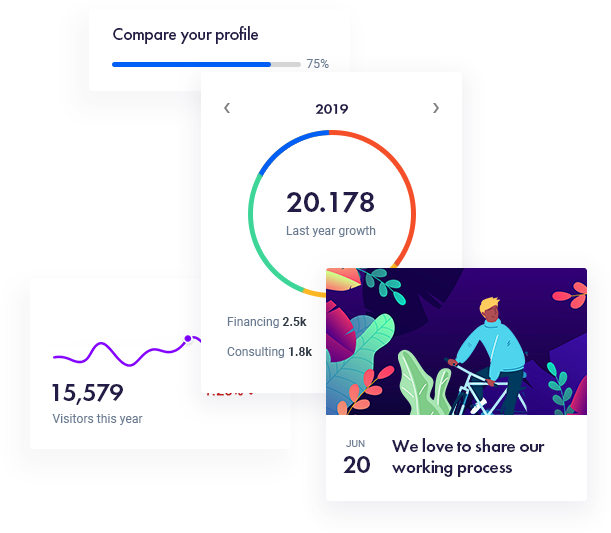 Compare your profile
75%
2019
20.178
Last year growth
Financing 2.5k
Consulting 1.8k
15,579
Visitors this year
JUN
20
We love to share our
working process